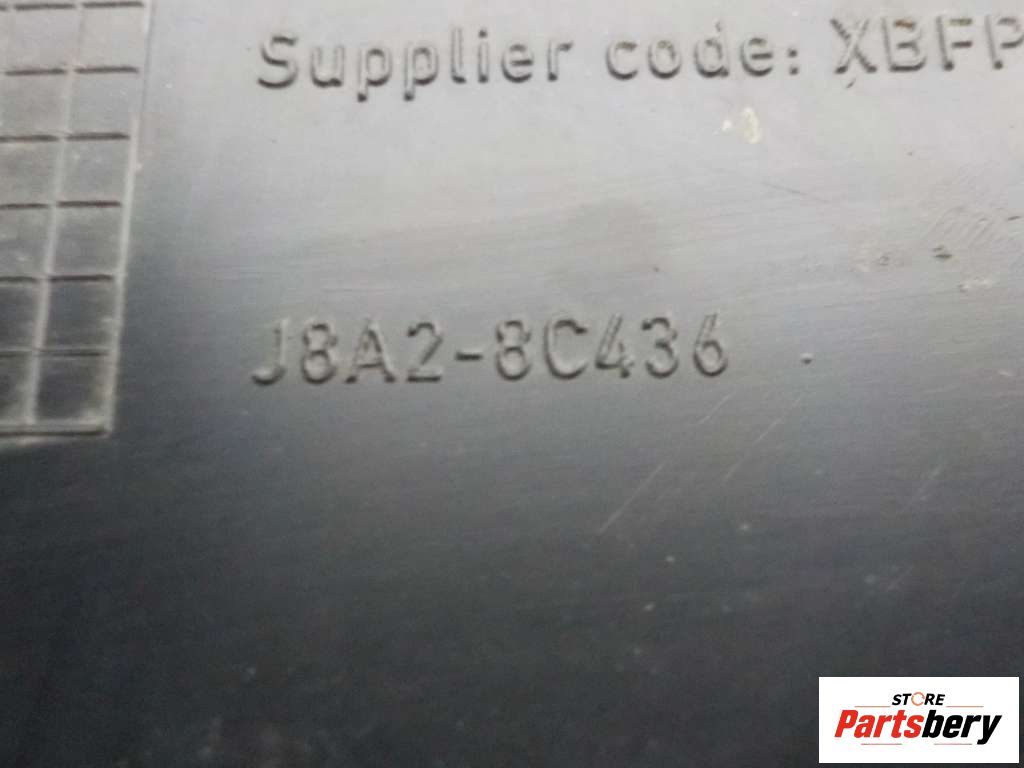 Supplier code: XBFP
J8A2-8C436
STORE
Partsbery